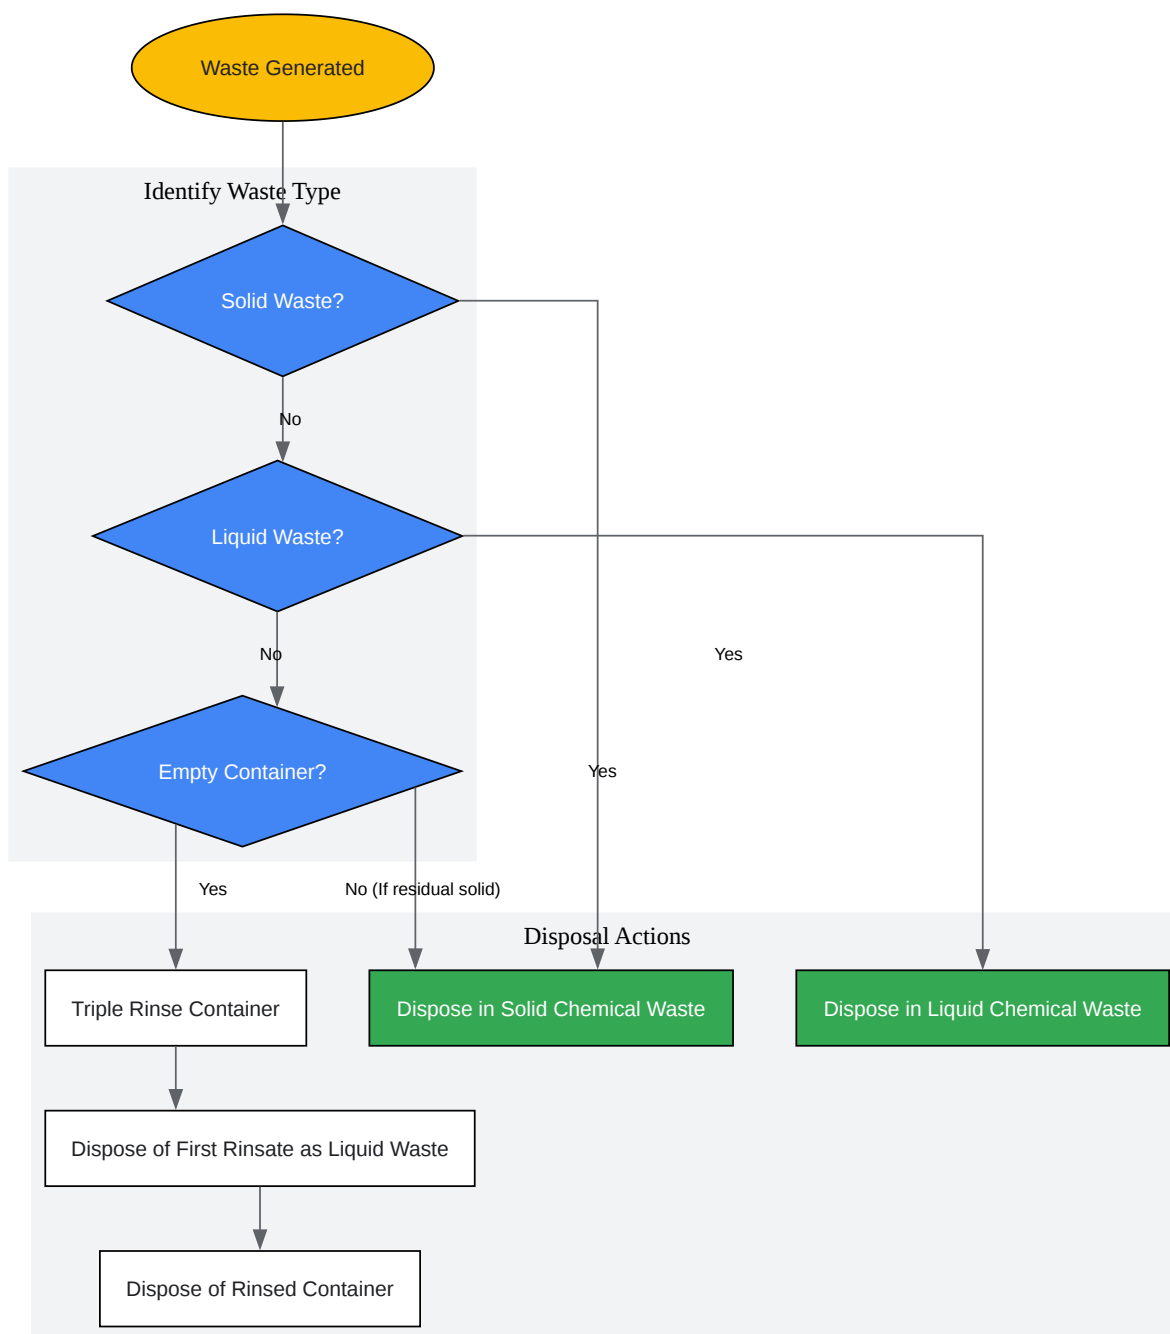 Waste Generated
Identify Waste Type
Solid Waste?
No
Liquid Waste?
No
Yes
Empty Container?
Yes
Yes
No (If residual solid)
Disposal Actions
Triple Rinse Container
Dispose in Solid Chemical Waste
Dispose in Liquid Chemical Waste
Dispose of First Rinsate as Liquid Waste
Dispose of Rinsed Container